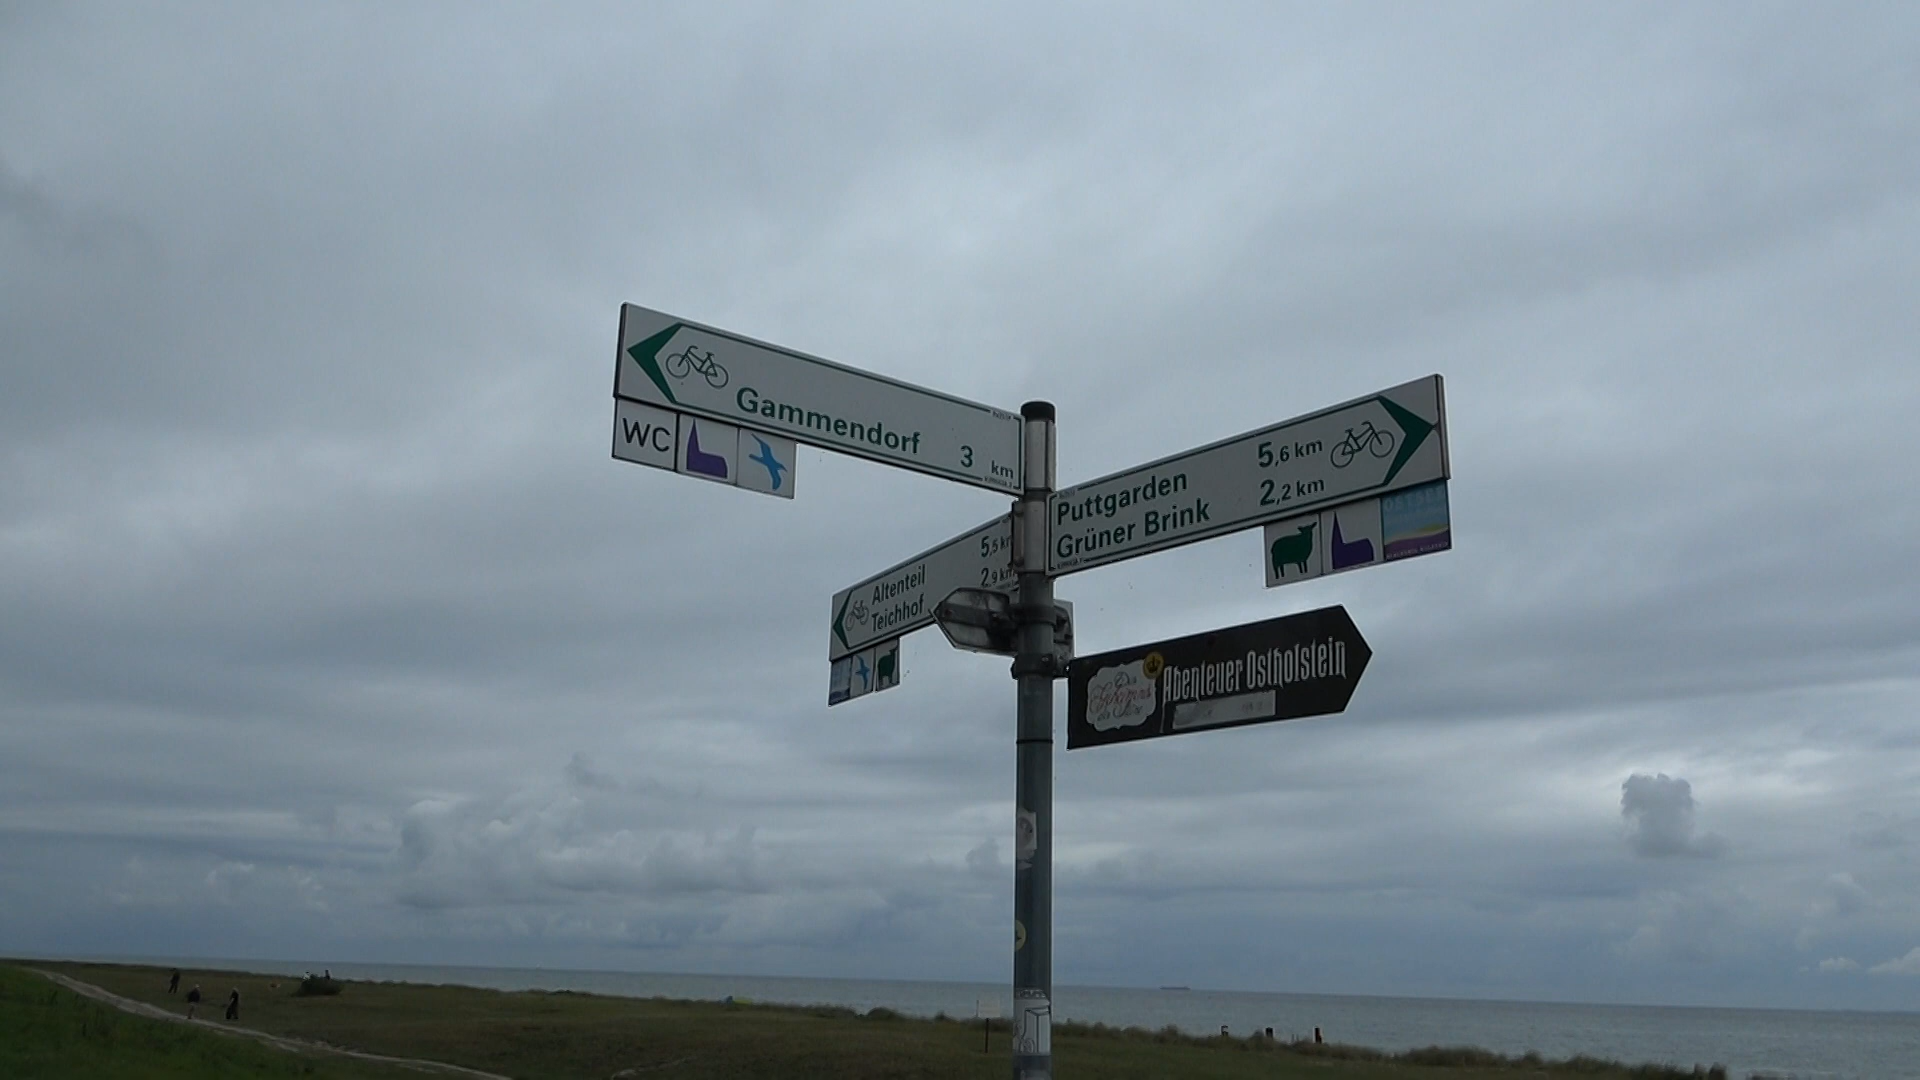 Gammendorf 3 km
WC
Puttgarden 5,6 km
Grüner Brink 2,2 km
Altenteil 5,5 km
Teichhof 2,9 km
OSTSEE
Abenteuer Ostholstein